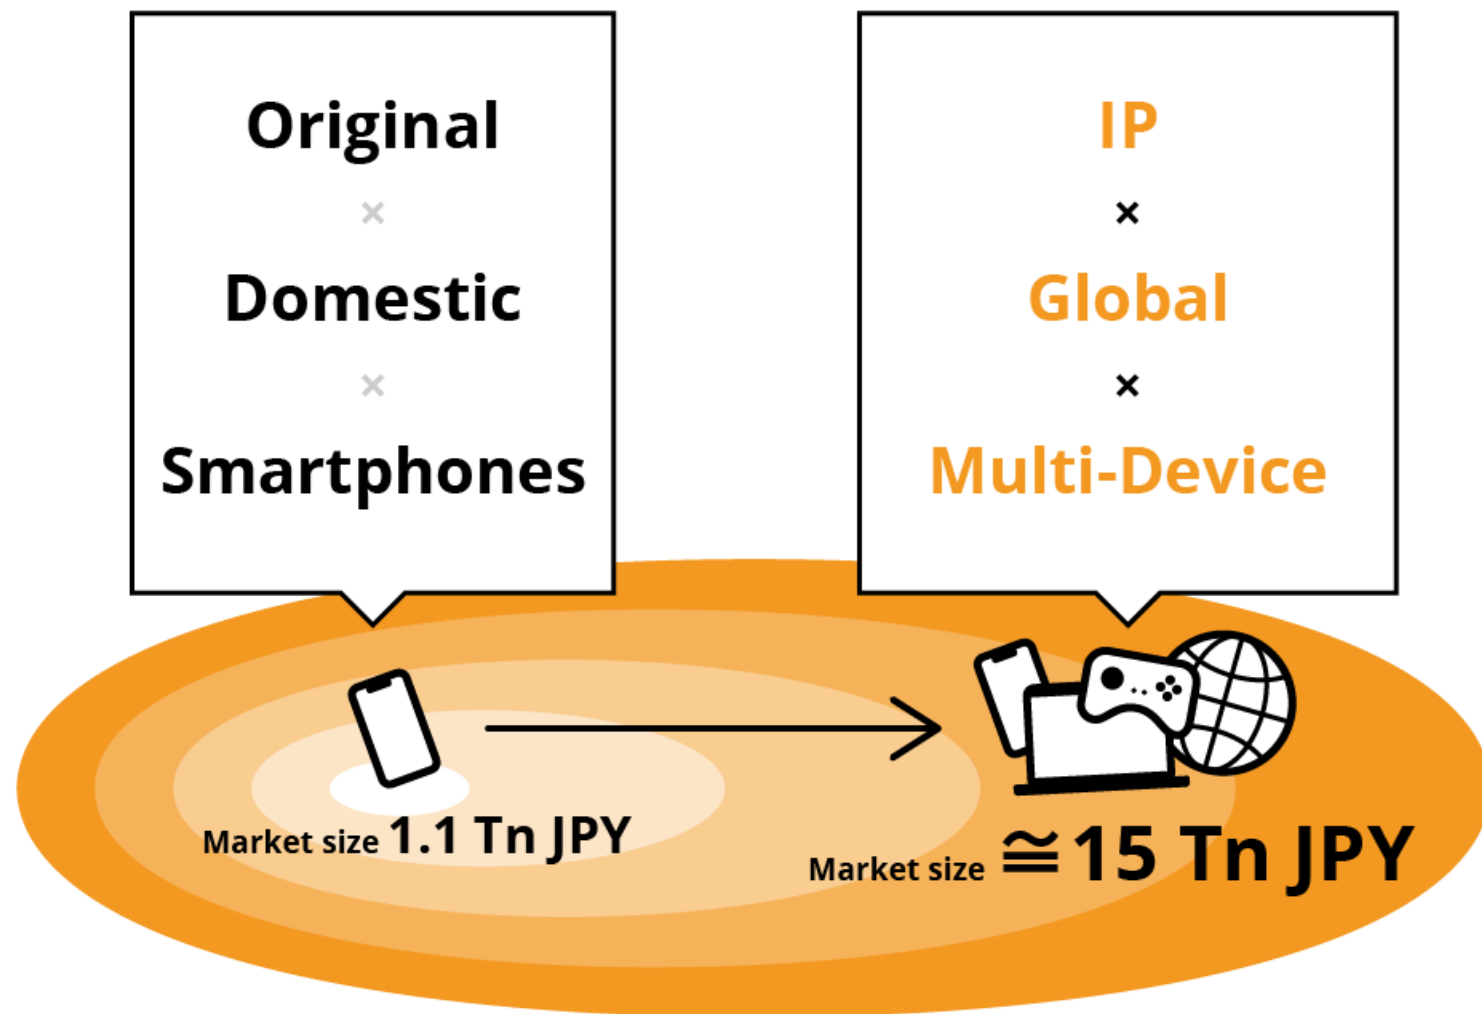 Original
×
Domestic
×
Smartphones
IP
×
Global
×
Multi-Device
Market size 1.1 Tn JPY
Market size ≅15 Tn JPY